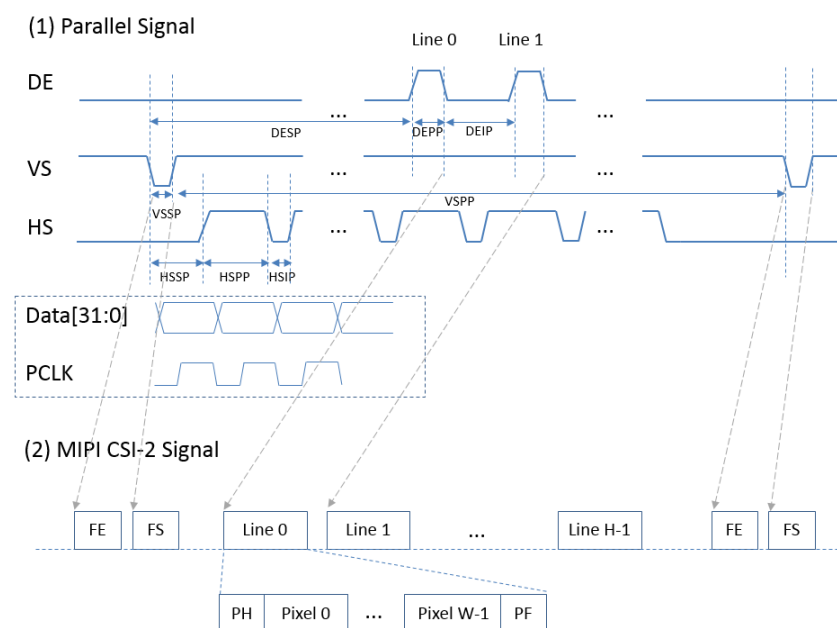 (1) Parallel Signal
Line 0 Line 1
DE
... ...
DESP DEPP DEIP
VS
... ...
VSSP VSPP
HS
... ...
HSSP HSPP HSIP
Data[31:0]
PCLK
(2) MIPI CSI-2 Signal
FE FS Line 0 Line 1 ... Line H-1 FE FS
PH Pixel 0 ... Pixel W-1 PF